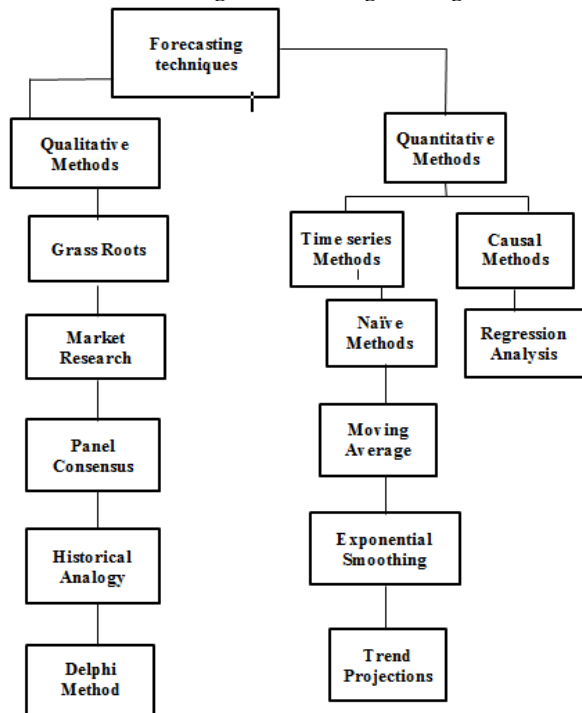 Forecasting
techniques
Qualitative
Methods
Quantitative
Methods
Grass Roots
Time series
Methods
Causal
Methods
Market
Research
Naïve
Methods
Regression
Analysis
Panel
Consensus
Moving
Average
Historical
Analogy
Exponential
Smoothing
Delphi
Method
Trend
Projections